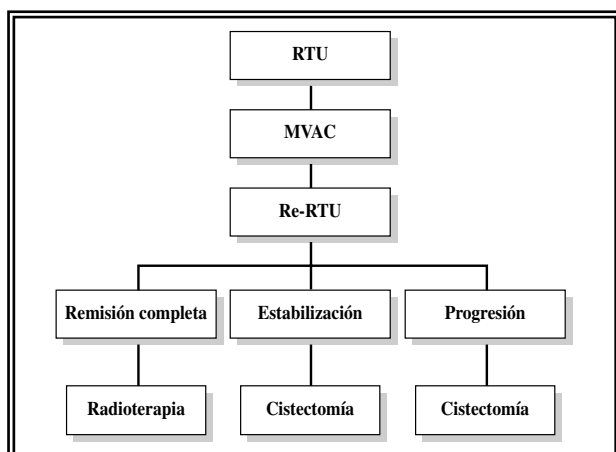 RTU
MVAC
Re-RTU
Remisión completa
Estabilización
Progresión
Radioterapia
Cistectomía
Cistectomía